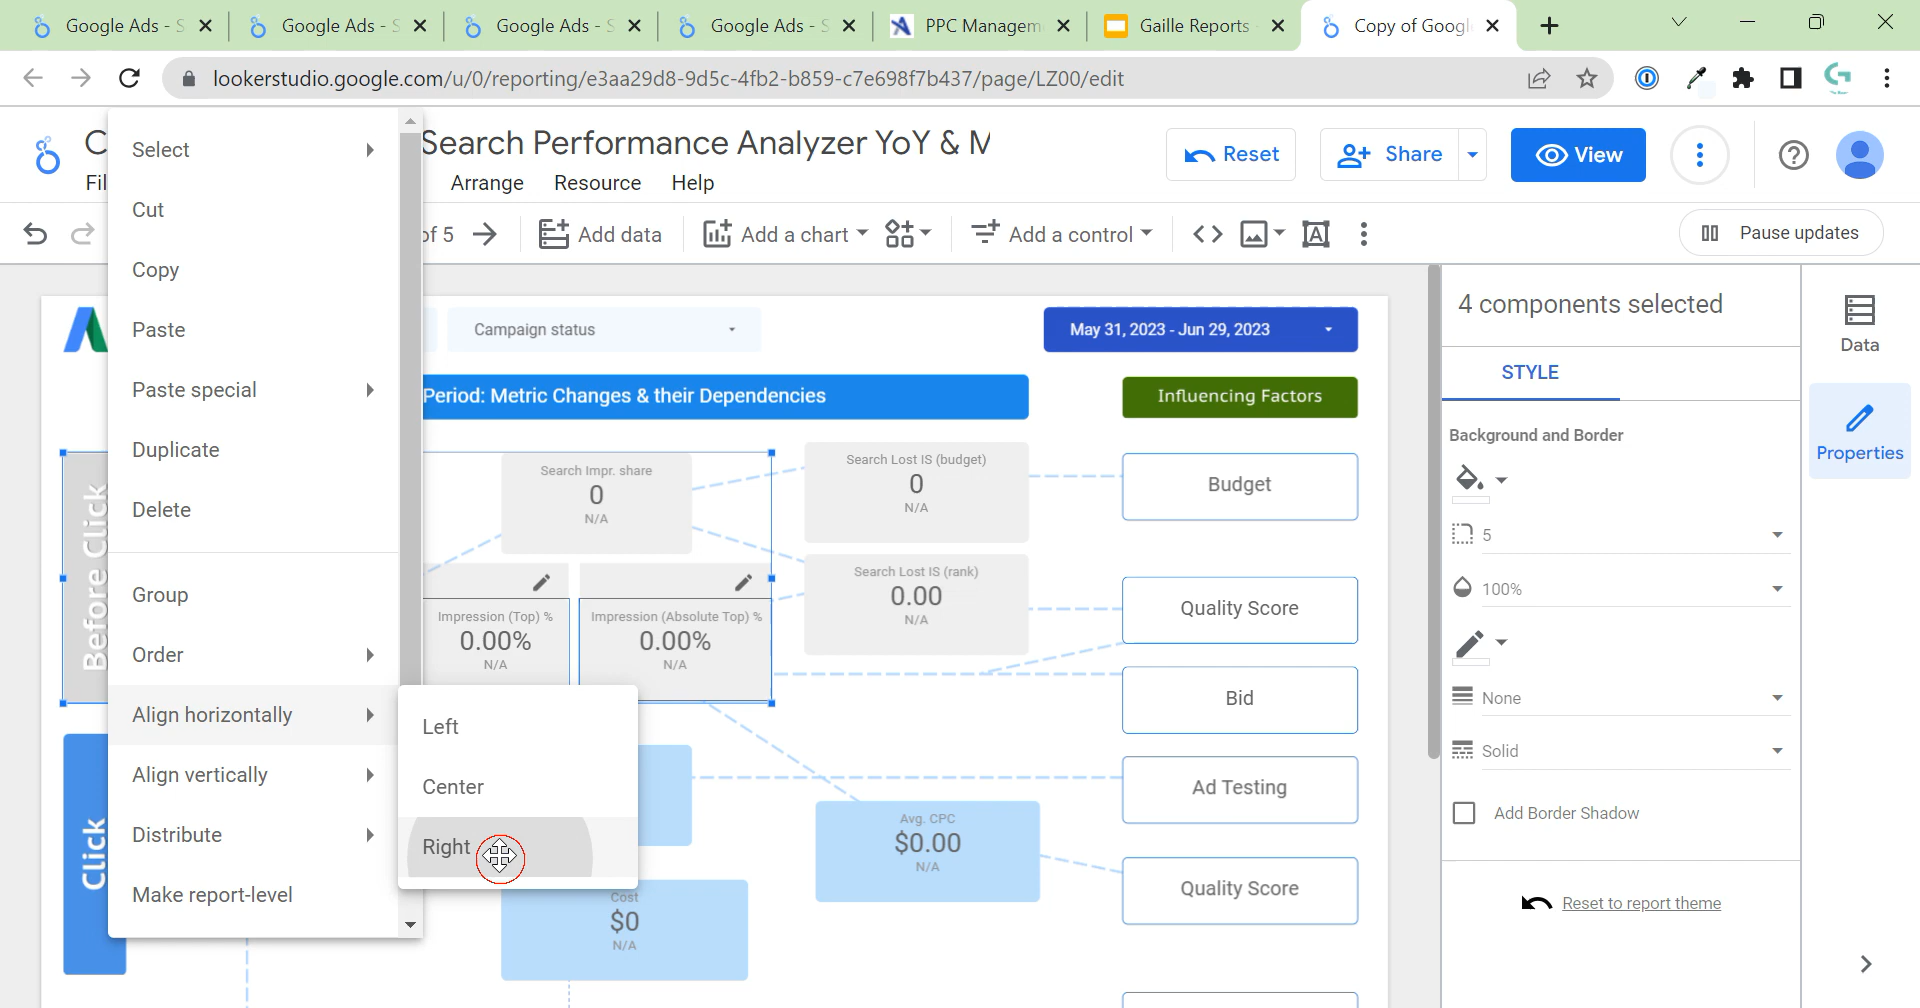 Google Ads - S
Google Ads - S
Google Ads - S
Google Ads - S
PPC Managem
Gaille Reports
Copy of Googl
lookerstudio.google.com/u/0/reporting/e3aa29d8-9d5c-4fb2-b859-c7e698f7b437/page/LZ00/edit
C
Search Performance Analyzer YoY & M
Fil
Arrange
Resource
Help
Reset
Share
View
of 5
Add data
Add a chart
Add a control
Pause updates
Select
Cut
Copy
Paste
Paste special
Duplicate
Delete
Group
Order
Align horizontally
Align vertically
Distribute
Make report-level
Left
Center
Right
Campaign status
May 31, 2023 - Jun 29, 2023
Period: Metric Changes & their Dependencies
Influencing Factors
Before Click
Search Impr. share
0
N/A
Search Lost IS (budget)
0
N/A
Budget
Search Lost IS (rank)
0.00
N/A
Impression (Top) %
0.00%
N/A
Impression (Absolute Top) %
0.00%
N/A
Quality Score
Bid
Click
Ad Testing
Avg. CPC
$0.00
N/A
Quality Score
Cost
$0
N/A
4 components selected
STYLE
Background and Border
5
100%
None
Solid
Add Border Shadow
Reset to report theme
Data
Properties